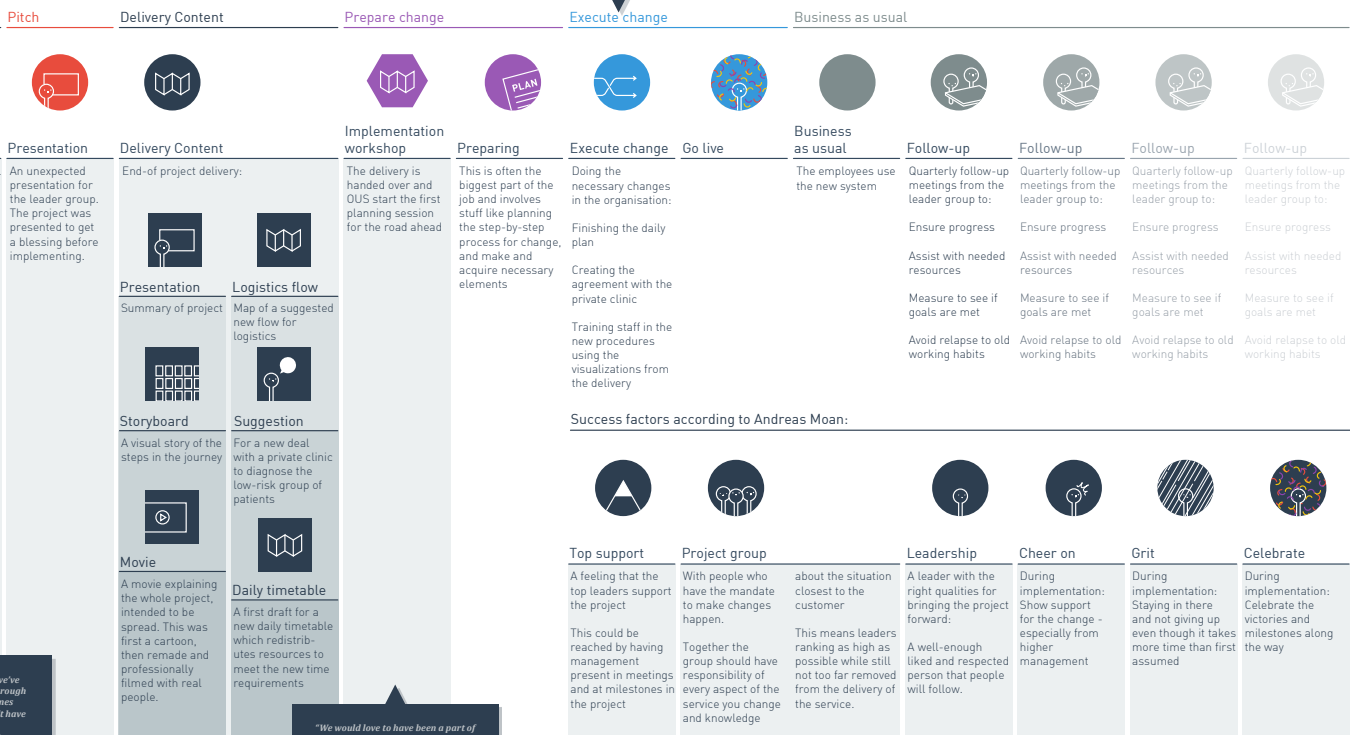 Pitch
Delivery Content
Prepare change
Execute change
Business as usual
PLAN
Presentation
An unexpected
presentation for
the leader group.
The project was
presented to get
a blessing before
implementing.
Delivery Content
End-of project delivery:
Presentation
Summary of project
Storyboard
A visual story of the
steps in the journey
Movie
A movie explaining
the whole project,
intended to be
spread. This was
first a cartoon,
then remade and
professionally
filmed with real
people.
Logistics flow
Map of a suggested
new flow for
logistics
Suggestion
For a new deal
with a private clinic
to diagnose the
low-risk group of
patients
Daily timetable
A first draft for a
new daily timetable
which redistrib-
utes resources to
meet the new time
requirements
Implementation
workshop
The delivery is
handed over and
OUS start the first
planning session
for the road ahead
Preparing
This is often the
biggest part of the
job and involves
stuff like planning
the step-by-step
process for change,
and make and
acquire necessary
elements
Execute change
Doing the
necessary changes
in the organisation:
Finishing the daily
plan
Creating the
agreement with the
private clinic
Training staff in the
new procedures
using the
visualizations from
the delivery
Go live
Business
as usual
The employees use
the new system
Follow-up
Quarterly follow-up
meetings from the
leader group to:
Ensure progress
Assist with needed
resources
Measure to see if
goals are met
Avoid relapse to old
working habits
Follow-up
Quarterly follow-up
meetings from the
leader group to:
Ensure progress
Assist with needed
resources
Measure to see if
goals are met
Avoid relapse to old
working habits
Follow-up
Quarterly follow-up
meetings from the
leader group to:
Ensure progress
Assist with needed
resources
Measure to see if
goals are met
Avoid relapse to old
working habits
Follow-up
Quarterly follow-up
meetings from the
leader group to:
Ensure progress
Assist with needed
resources
Measure to see if
goals are met
Avoid relapse to old
working habits
Success factors according to Andreas Moan:
Top support
A feeling that the
top leaders support
the project
This could be
reached by having
management
present in meetings
and at milestones in
the project
Project group
With people who
have the mandate
to make changes
happen.
Together the
group should have
responsibility of
every aspect of the
service you change
and knowledge
about the situation
closest to the
customer
This means leaders
ranking as high as
possible while still
not too far removed
from the delivery of
the service.
Leadership
A leader with the
right qualities for
bringing the project
forward:
A well-enough
liked and respected
person that people
will follow.
Cheer on
During
implementation:
Show support
for the change -
especially from
higher
management
Grit
During
implementation:
Staying in there
and not giving up
even though it takes
more time than first
assumed
Celebrate
During
implementation:
Celebrate the
victories and
milestones along
the way
have
"We would love to have been a part of